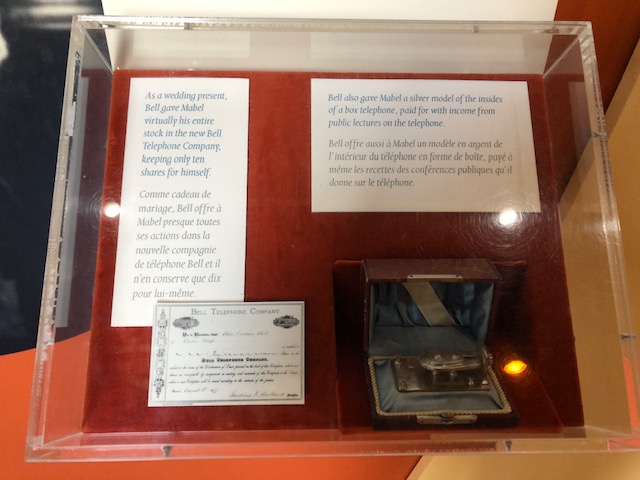 As a wedding present,
Bell gave Mabel
virtually his entire
stock in the new Bell
Telephone Company,
keeping only ten
shares for himself.
Comme cadeau de
mariage, Bell offre à
Mabel presque toutes
ses actions dans la
nouvelle compagnie
de téléphone Bell et il
n'en conserve que dix
pour lui-même.
Bell also gave Mabel a silver model of the insides
of a box telephone, paid for with income from
public lectures on the telephone.
Bell offre aussi à Mabel un modèle en argent de
l'intérieur du téléphone en forme de boîte, payé à
même les recettes des conférences publiques qu'il
donne sur le téléphone.
BELL TELEPHONE COMPANY
BELL TELEPHONE COMPANY,